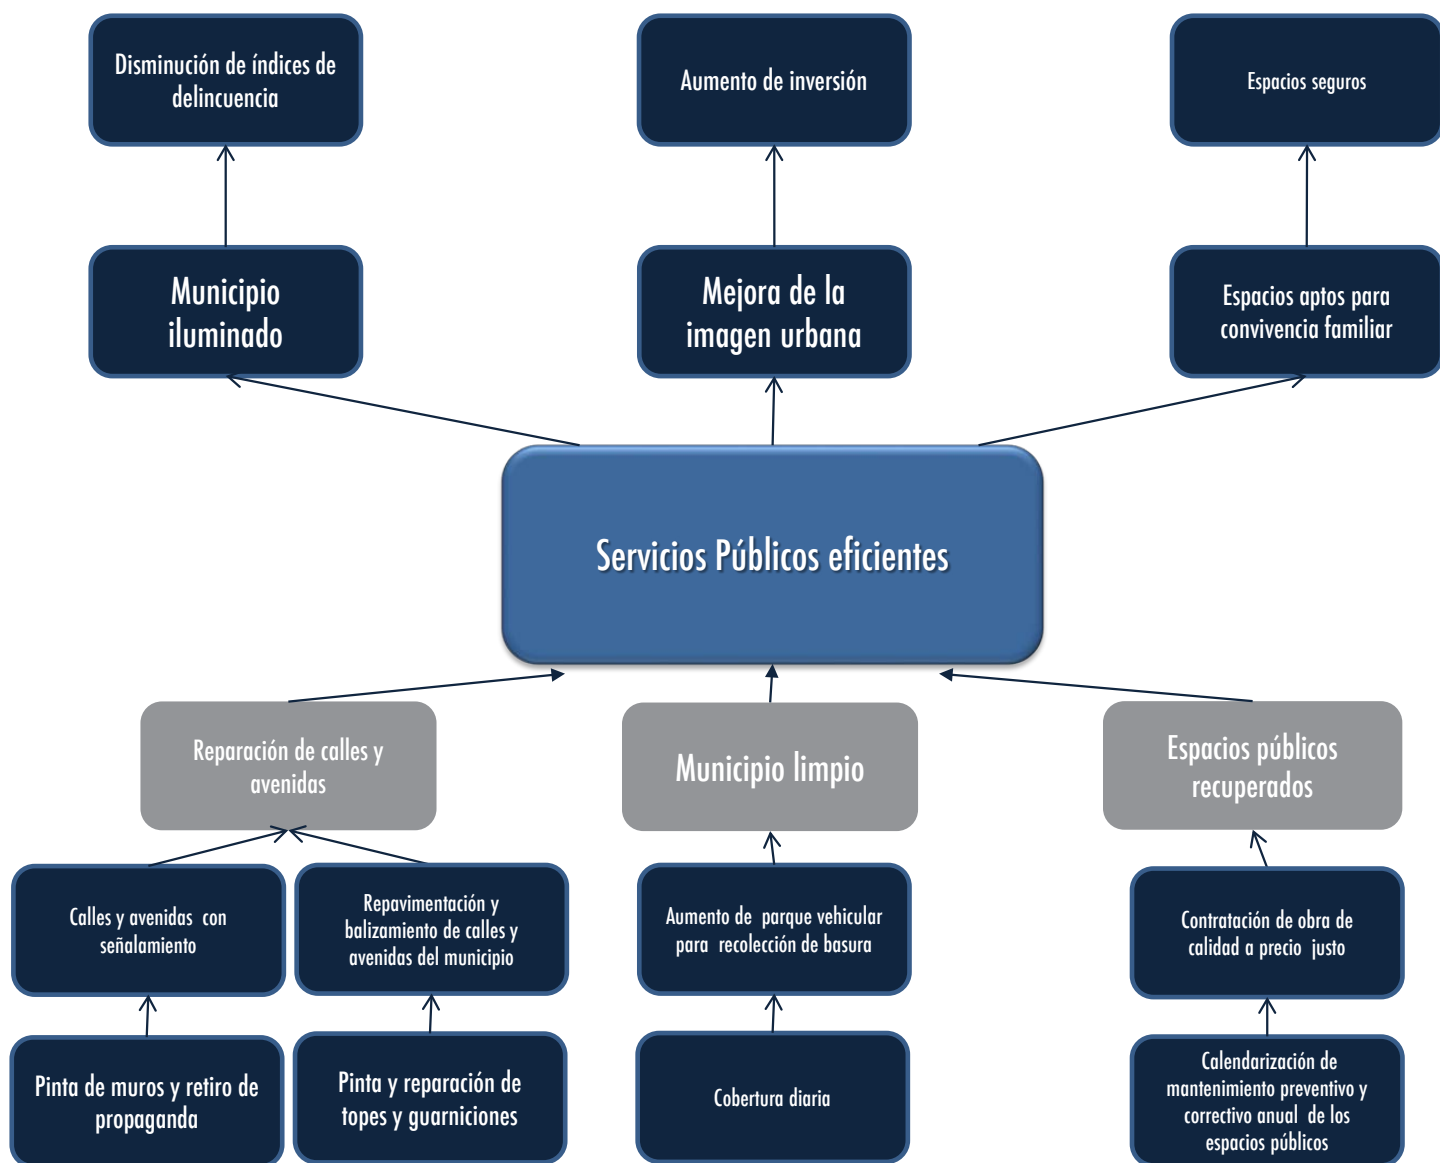 Disminución de índices de
delincuencia
Aumento de inversión
Espacios seguros
Municipio
iluminado
Mejora de la
imagen urbana
Espacios aptos para
convivencia familiar
Servicios Públicos eficientes
Reparación de calles y
avenidas
Municipio limpio
Espacios públicos
recuperados
Calles y avenidas con
señalamiento
Repavimentación y
balizamiento de calles y
avenidas del municipio
Aumento de parque vehicular
para recolección de basura
Contratación de obra de
calidad a precio justo
Pinta de muros y retiro de
propaganda
Pinta y reparación de
topes y guarniciones
Cobertura diaria
Calendarización de
mantenimiento preventivo y
correctivo anual de los
espacios públicos